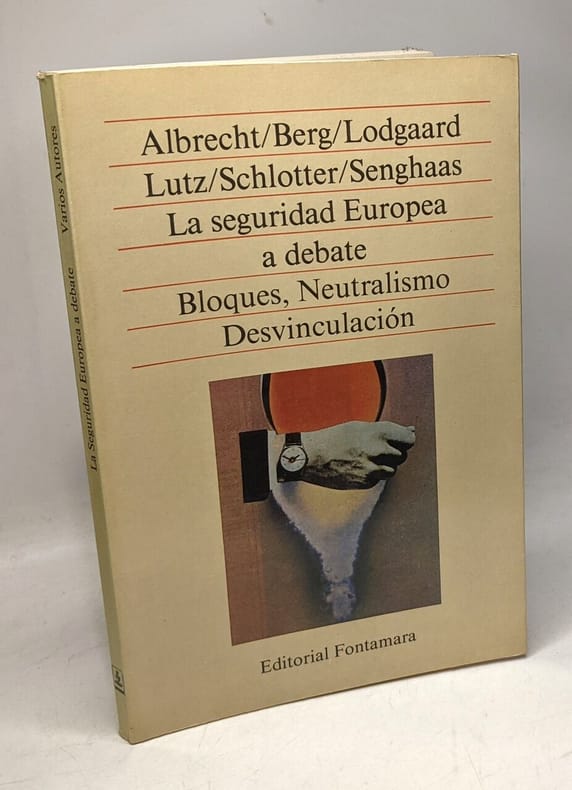 Albrecht/Berg/Lodgaard
Lutz/Schlotter/Senghaas
La seguridad Europea
a debate
Bloques, Neutralismo
Desvinculación
Editorial Fontamara
La Seguridad Europea a debate
Varios Autores